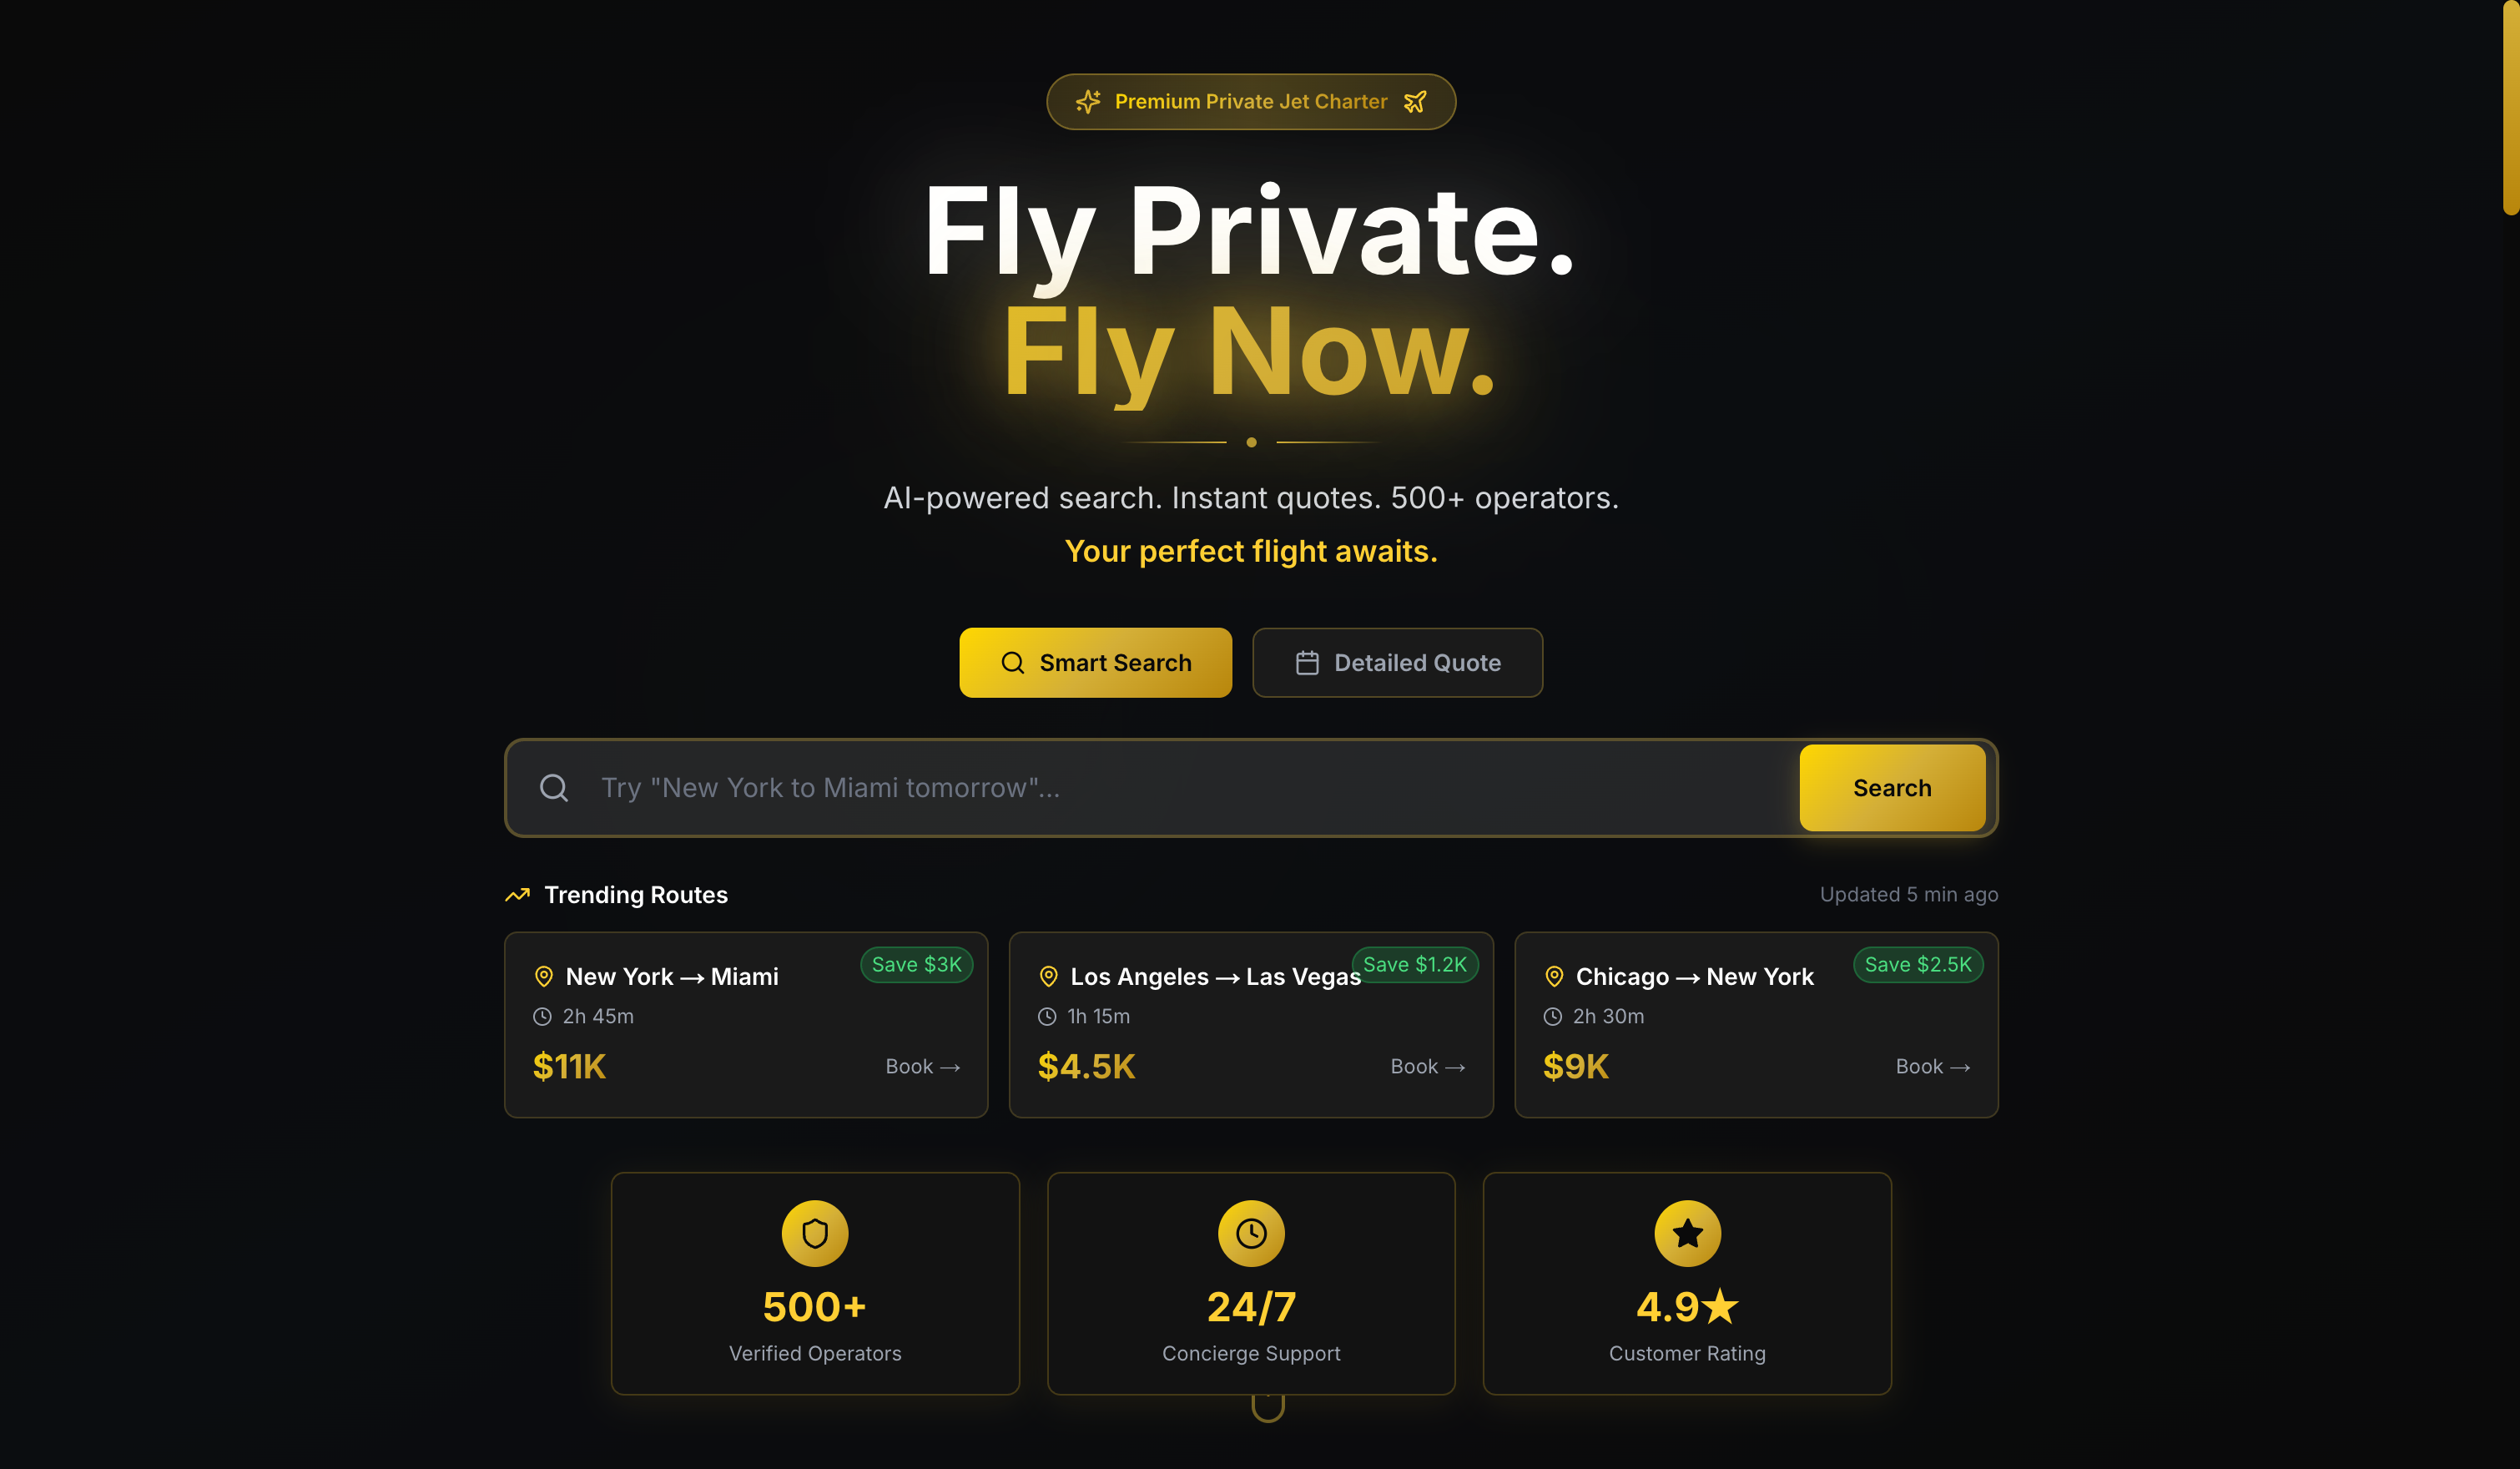 Premium Private Jet Charter
Fly Private.
Fly Now.
AI-powered search. Instant quotes. 500+ operators.
Your perfect flight awaits.
Smart Search
Detailed Quote
Try "New York to Miami tomorrow"...
Search
Trending Routes
Updated 5 min ago
New York → Miami
Save $3K
2h 45m
$11K
Book →
Los Angeles → Las Vegas
Save $1.2K
1h 15m
$4.5K
Book →
Chicago → New York
Save $2.5K
2h 30m
$9K
Book →
500+
Verified Operators
24/7
Concierge Support
4.9★
Customer Rating